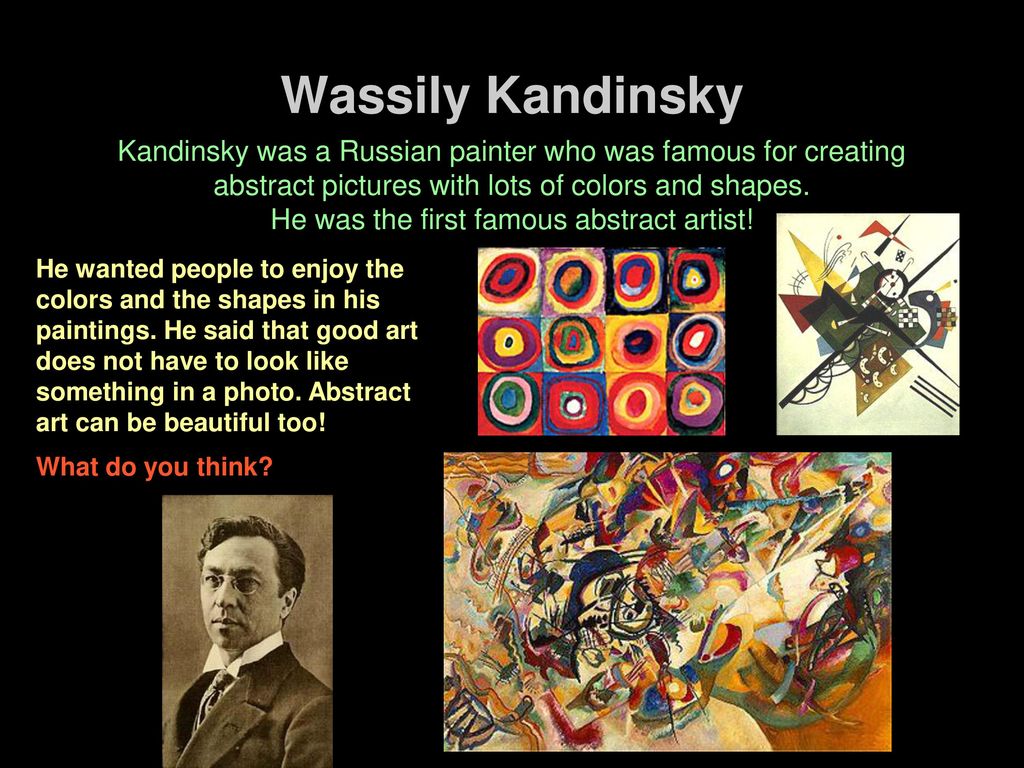 Wassily Kandinsky
Kandinsky was a Russian painter who was famous for creating
abstract pictures with lots of colors and shapes.
He was the first famous abstract artist!
He wanted people to enjoy the
colors and the shapes in his
paintings. He said that good art
does not have to look like
something in a photo. Abstract
art can be beautiful too!
What do you think?